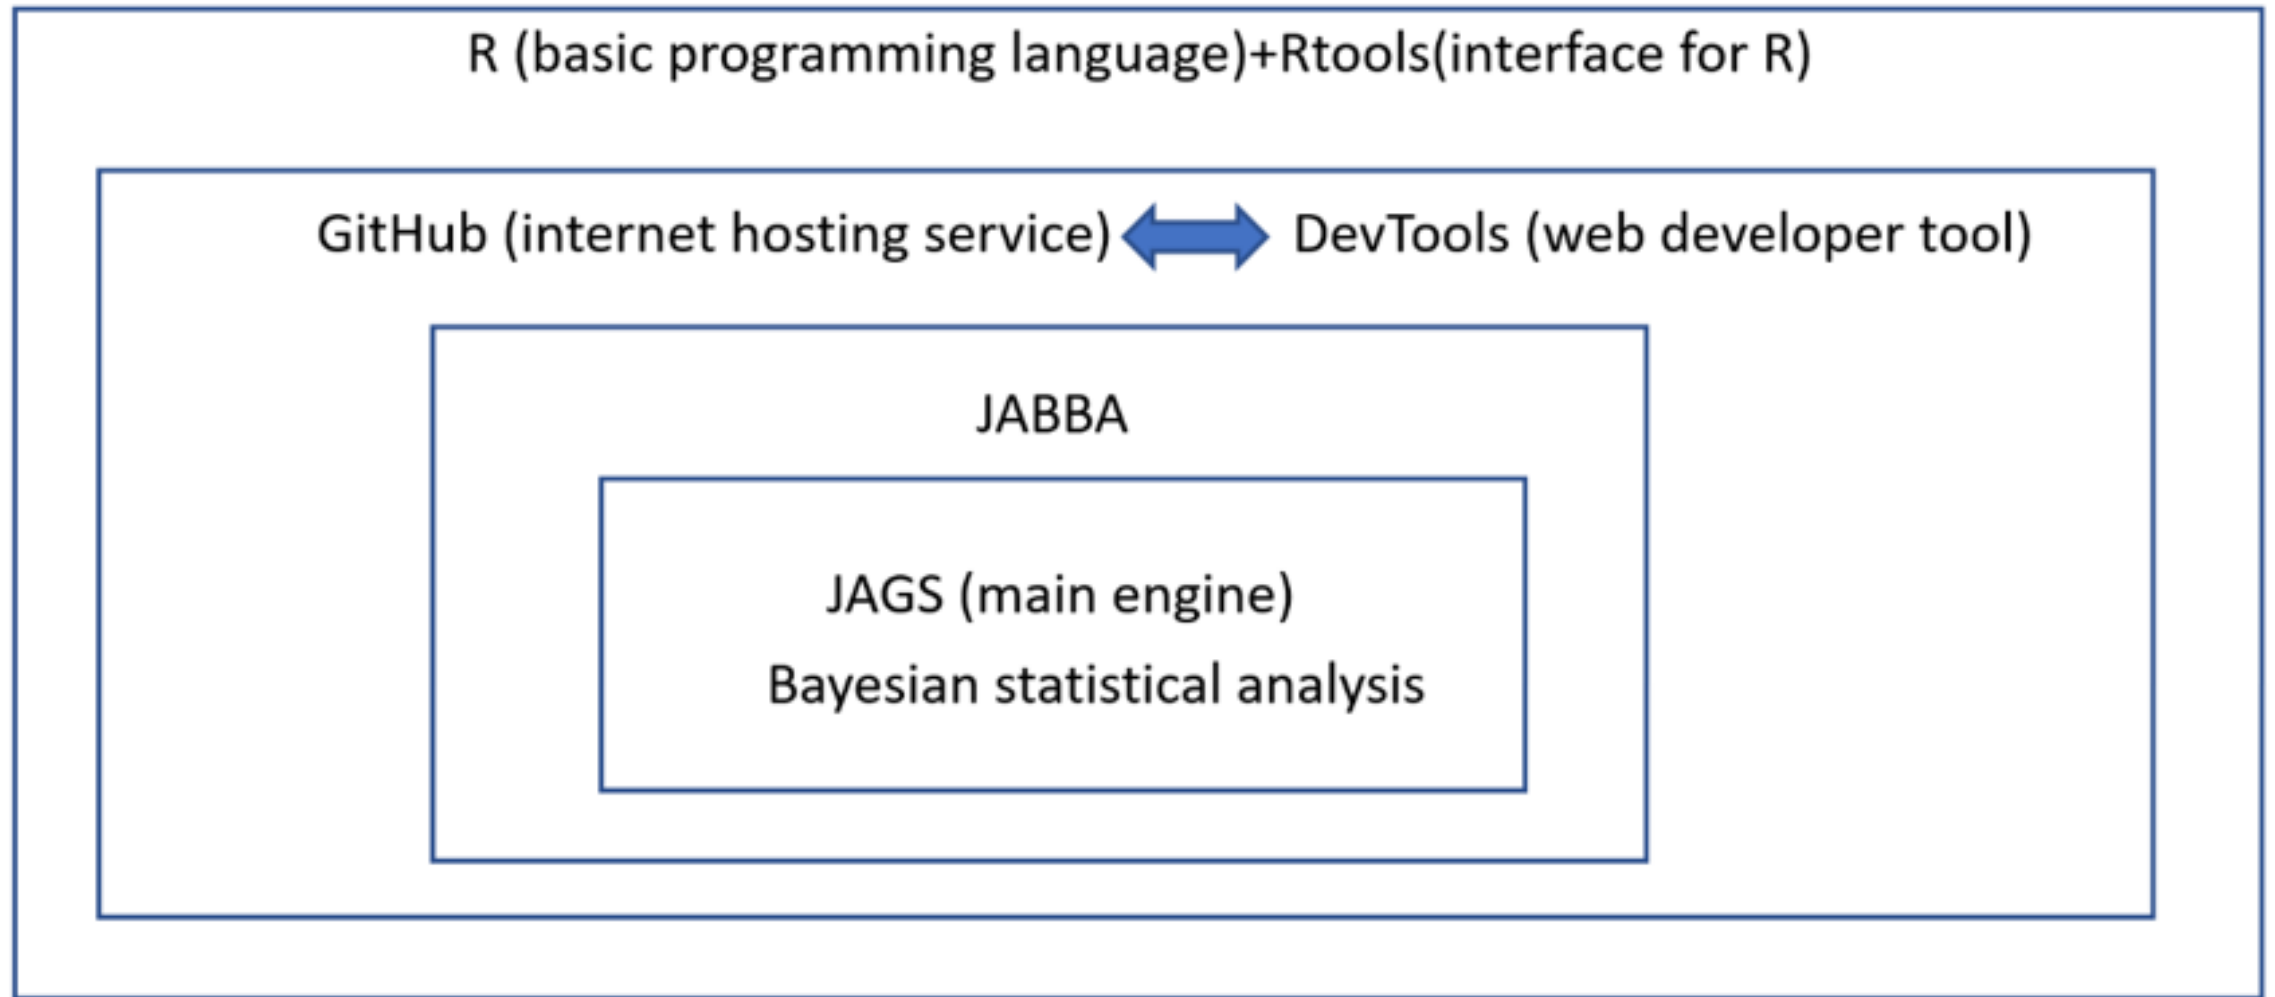 R (basic programming language)+Rtools(interface for R)
GitHub (internet hosting service) DevTools (web developer tool)
JABBA
JAGS (main engine)
Bayesian statistical analysis